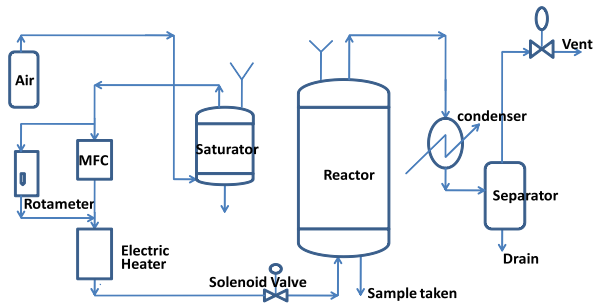 Vent
Air
condenser
Saturator
MFC
Reactor
Separator
Rotameter
Electric
Heater
Drain
Solenoid Valve
Sample taken